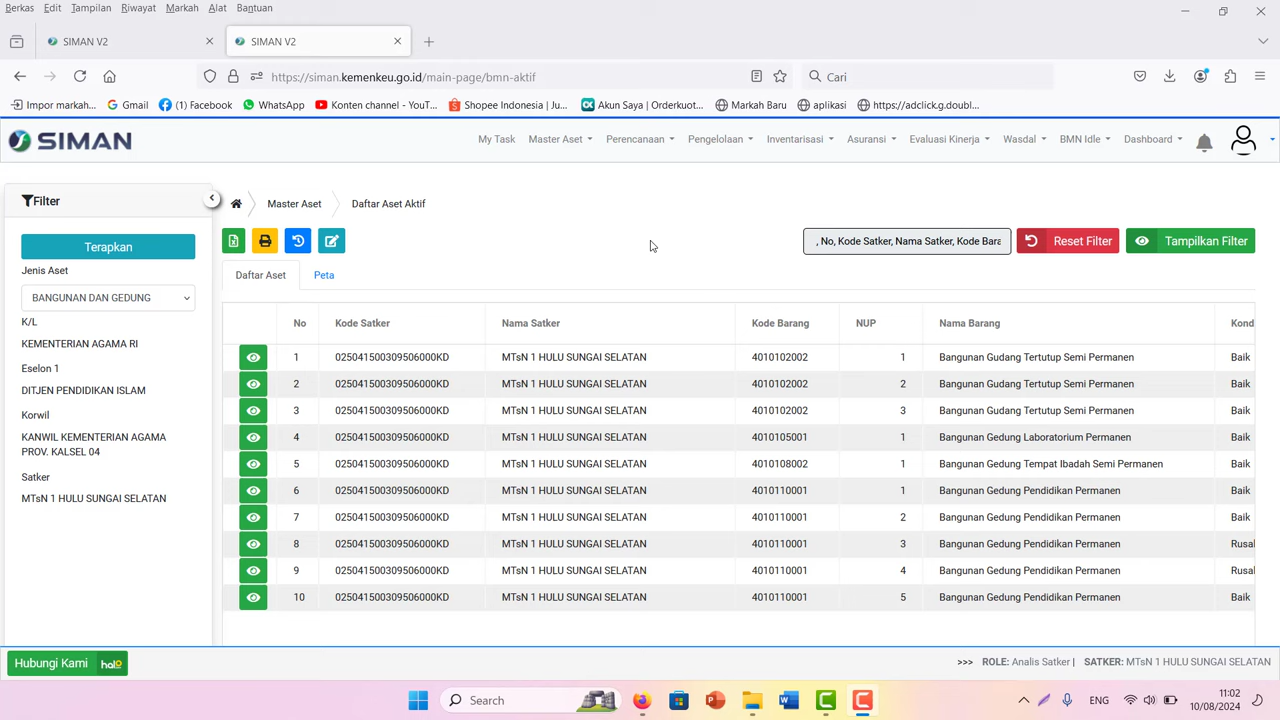 Berkas Edit Tampilan Riwayat Markah Alat Bantuan
SIMAN V2
SIMAN V2
https://siman.kemenkeu.go.id/main-page/bmn-aktif
Cari
Impor markah...
Gmail
(1) Facebook
WhatsApp
Konten channel - YouT...
Shopee Indonesia | Ju...
Akun Saya | Orderkuot...
Markah Baru
aplikasi
https://adclick.g.doubl...
SIMAN
My Task
Master Aset
Perencanaan
Pengelolaan
Inventarisasi
Asuransi
Evaluasi Kinerja
Wasdal
BMN Idle
Dashboard
Filter
Terapkan
Jenis Aset
BANGUNAN DAN GEDUNG
K/L
KEMENTERIAN AGAMA RI
Eselon 1
DITJEN PENDIDIKAN ISLAM
Korwil
KANWIL KEMENTERIAN AGAMA
PROV. KALSEL 04
Satker
MTsN 1 HULU SUNGAI SELATAN
Master Aset
Daftar Aset Aktif
, No, Kode Satker, Nama Satker, Kode Bara
Reset Filter
Tampilkan Filter
Daftar Aset
Peta
No Kode Satker Nama Satker Kode Barang NUP Nama Barang Kond
1 025041500309506000KD MTsN 1 HULU SUNGAI SELATAN 4010102002 1 Bangunan Gudang Tertutup Semi Permanen Baik
2 025041500309506000KD MTsN 1 HULU SUNGAI SELATAN 4010102002 2 Bangunan Gudang Tertutup Semi Permanen Baik
3 025041500309506000KD MTsN 1 HULU SUNGAI SELATAN 4010102002 3 Bangunan Gudang Tertutup Semi Permanen Baik
4 025041500309506000KD MTsN 1 HULU SUNGAI SELATAN 4010105001 1 Bangunan Gedung Laboratorium Permanen Baik
5 025041500309506000KD MTsN 1 HULU SUNGAI SELATAN 4010108002 1 Bangunan Gedung Tempat Ibadah Semi Permanen Baik
6 025041500309506000KD MTsN 1 HULU SUNGAI SELATAN 4010110001 1 Bangunan Gedung Pendidikan Permanen Baik
7 025041500309506000KD MTsN 1 HULU SUNGAI SELATAN 4010110001 2 Bangunan Gedung Pendidikan Permanen Baik
8 025041500309506000KD MTsN 1 HULU SUNGAI SELATAN 4010110001 3 Bangunan Gedung Pendidikan Permanen Rusal
9 025041500309506000KD MTsN 1 HULU SUNGAI SELATAN 4010110001 4 Bangunan Gedung Pendidikan Permanen Rusal
10 025041500309506000KD MTsN 1 HULU SUNGAI SELATAN 4010110001 5 Bangunan Gedung Pendidikan Permanen Baik
Hubungi Kami halo
>>> ROLE: Analis Satker | SATKER: MTsN 1 HULU SUNGAI SELATAN
Search
ENG
11:02
10/08/2024